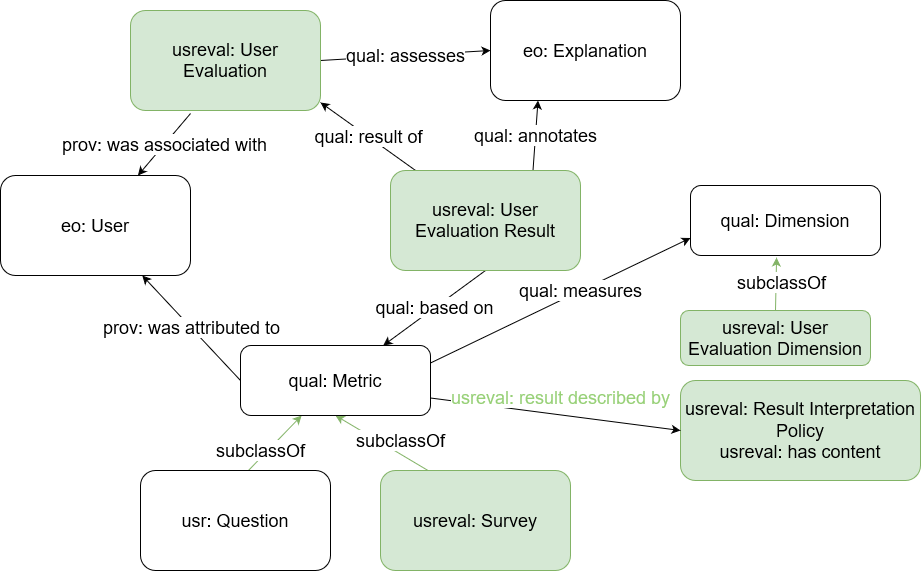 usreval: User
Evaluation
qual: assesses
eo: Explanation
prov: was associated with
qual: result of
qual: annotates
eo: User
usreval: User
Evaluation Result
qual: Dimension
qual: measures
subclassOf
qual: based on
prov: was attributed to
usreval: User
Evaluation Dimension
qual: Metric
usreval: result described by
usreval: Result Interpretation
Policy
usreval: has content
subclassOf
subclassOf
usr: Question
usreval: Survey